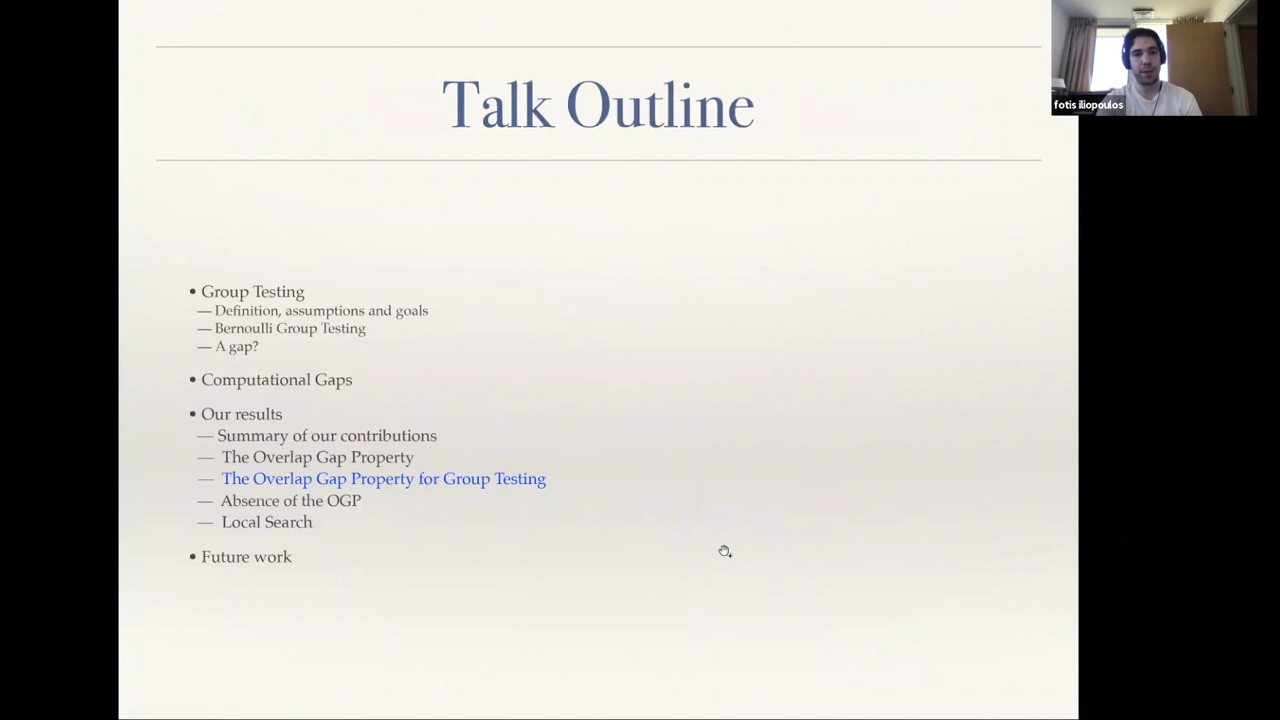 Talk Outline
fotis iliopoulos
• Group Testing
— Definition, assumptions and goals
— Bernoulli Group Testing
— A gap?
• Computational Gaps
• Our results
— Summary of our contributions
— The Overlap Gap Property
— The Overlap Gap Property for Group Testing
— Absence of the OGP
— Local Search
• Future work